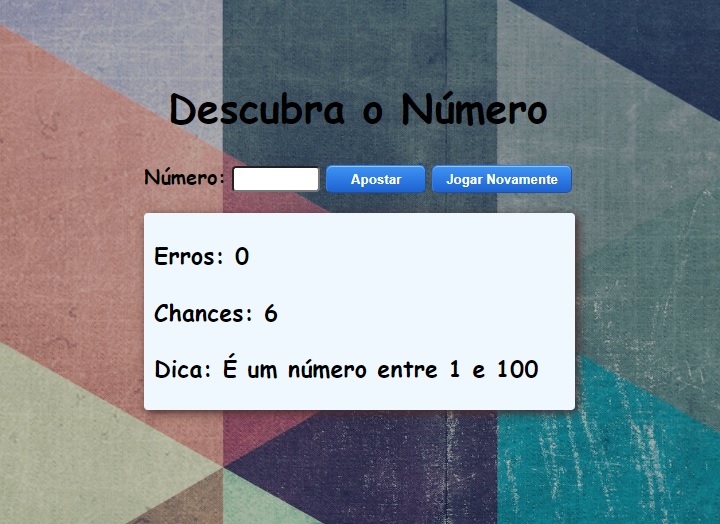 Descubra o Número
Número: Apostar Jogar Novamente
Erros: 0
Chances: 6
Dica: É um número entre 1 e 100